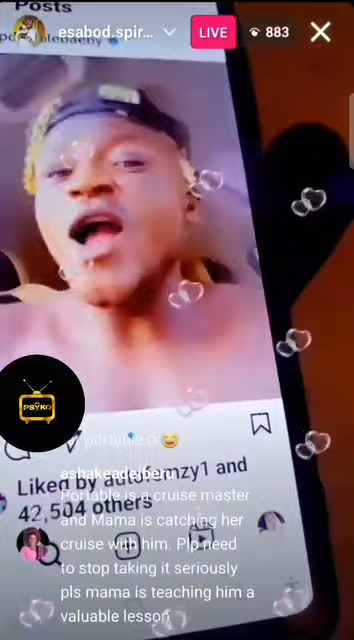 Posts
esabod.spir...
LIVE
883
PSYKO
Liked by
and
42,504 others
Portable is a cruise master
and Mama is catching her
cruise with him. Plp need
to stop taking it seriously
pls mama is teaching him a
valuable lesson